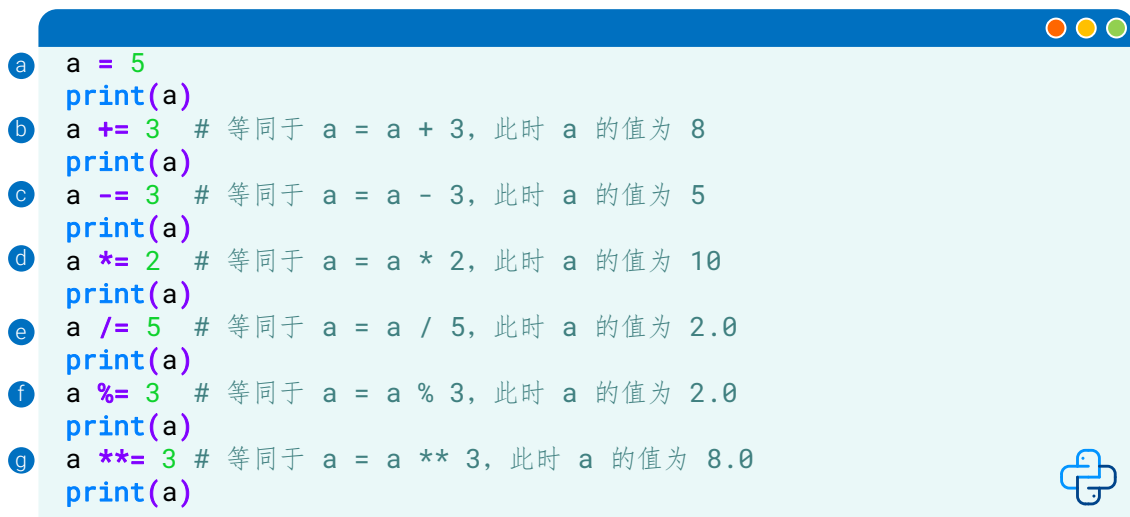 a a = 5
print(a)
b a += 3 # 等同于 a = a + 3, 此时 a 的值为 8
print(a)
c a -= 3 # 等同于 a = a - 3, 此时 a 的值为 5
print(a)
d a *= 2 # 等同于 a = a * 2, 此时 a 的值为 10
print(a)
e a /= 5 # 等同于 a = a / 5, 此时 a 的值为 2.0
print(a)
f a %= 3 # 等同于 a = a % 3, 此时 a 的值为 2.0
print(a)
g a **= 3 # 等同于 a = a ** 3, 此时 a 的值为 8.0
print(a)